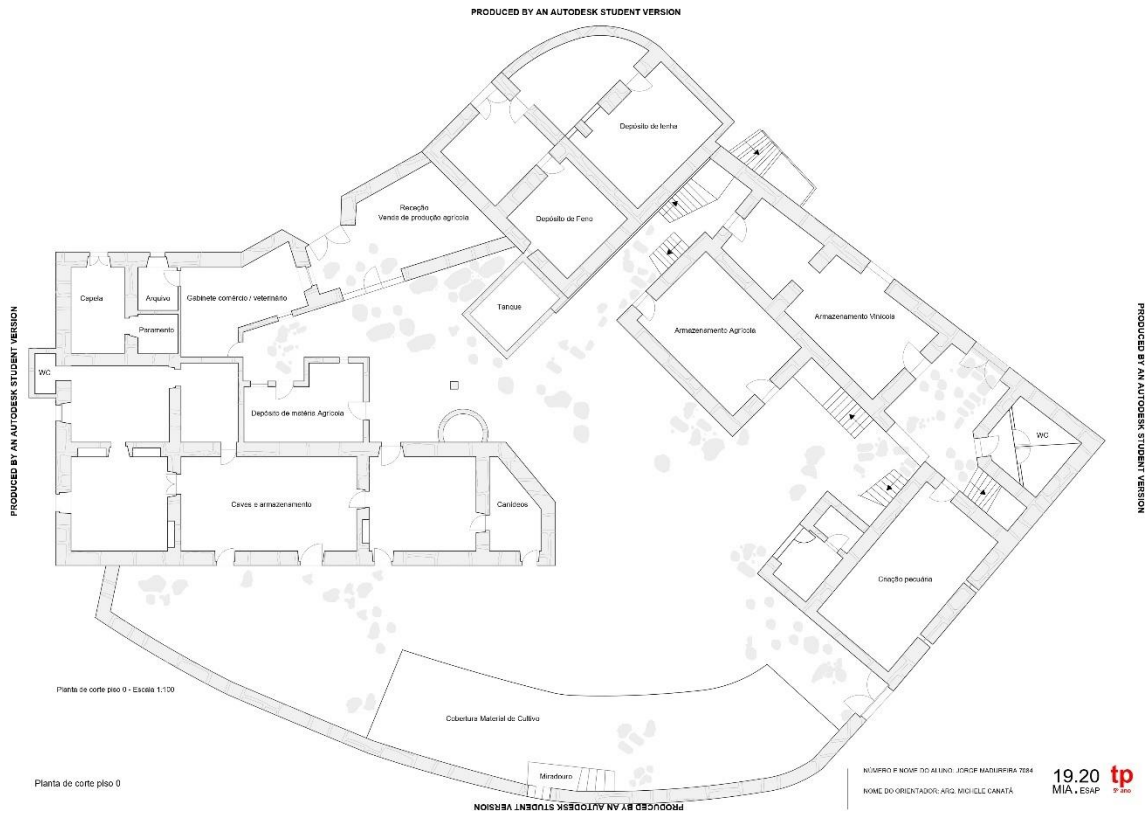 PRODUCED BY AN AUTODESK STUDENT VERSION
Depósito de lenha
Receção
Venda de produção agrícola
Depósito de Feno
Capela
Arquivo
Gabinete comércio / veterinário
Tanque
Paramento
Armazenamento Agrícola
Armazenamento Vinícola
WC
Depósito de matéria Agrícola
WC
Caves e armazenamento
Canídeos
Criação pecuária
PRODUCED BY AN AUTODESK STUDENT VERSION
PRODUCED BY AN AUTODESK STUDENT VERSION
Planta de corte piso 0 - Escala 1:100
Cobertura Material de Cultivo
Miradouro
Planta de corte piso 0
NÚMERO E NOME DO ALUNO: JORGE MADUREIRA 7084
NOME DO ORIENTADOR: ARQ. MICHELE CANATÁ
19.20 tp
MIA . ESAP 5º ano
PRODUCED BY AN AUTODESK STUDENT VERSION